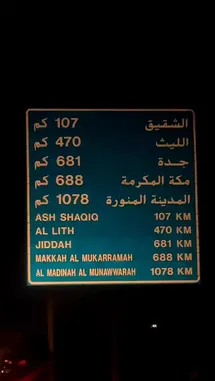 الشقيق 107 كم
الليث 470 كم
جدة 681 كم
مكة المكرمة 688 كم
المدينة المنورة 1078 كم
ASH SHAQIQ 107 KM
AL LITH 470 KM
JIDDAH 681 KM
MAKKAH AL MUKARRAMAH 688 KM
AL MADINAH AL MUNAWWARAH 1078 KM